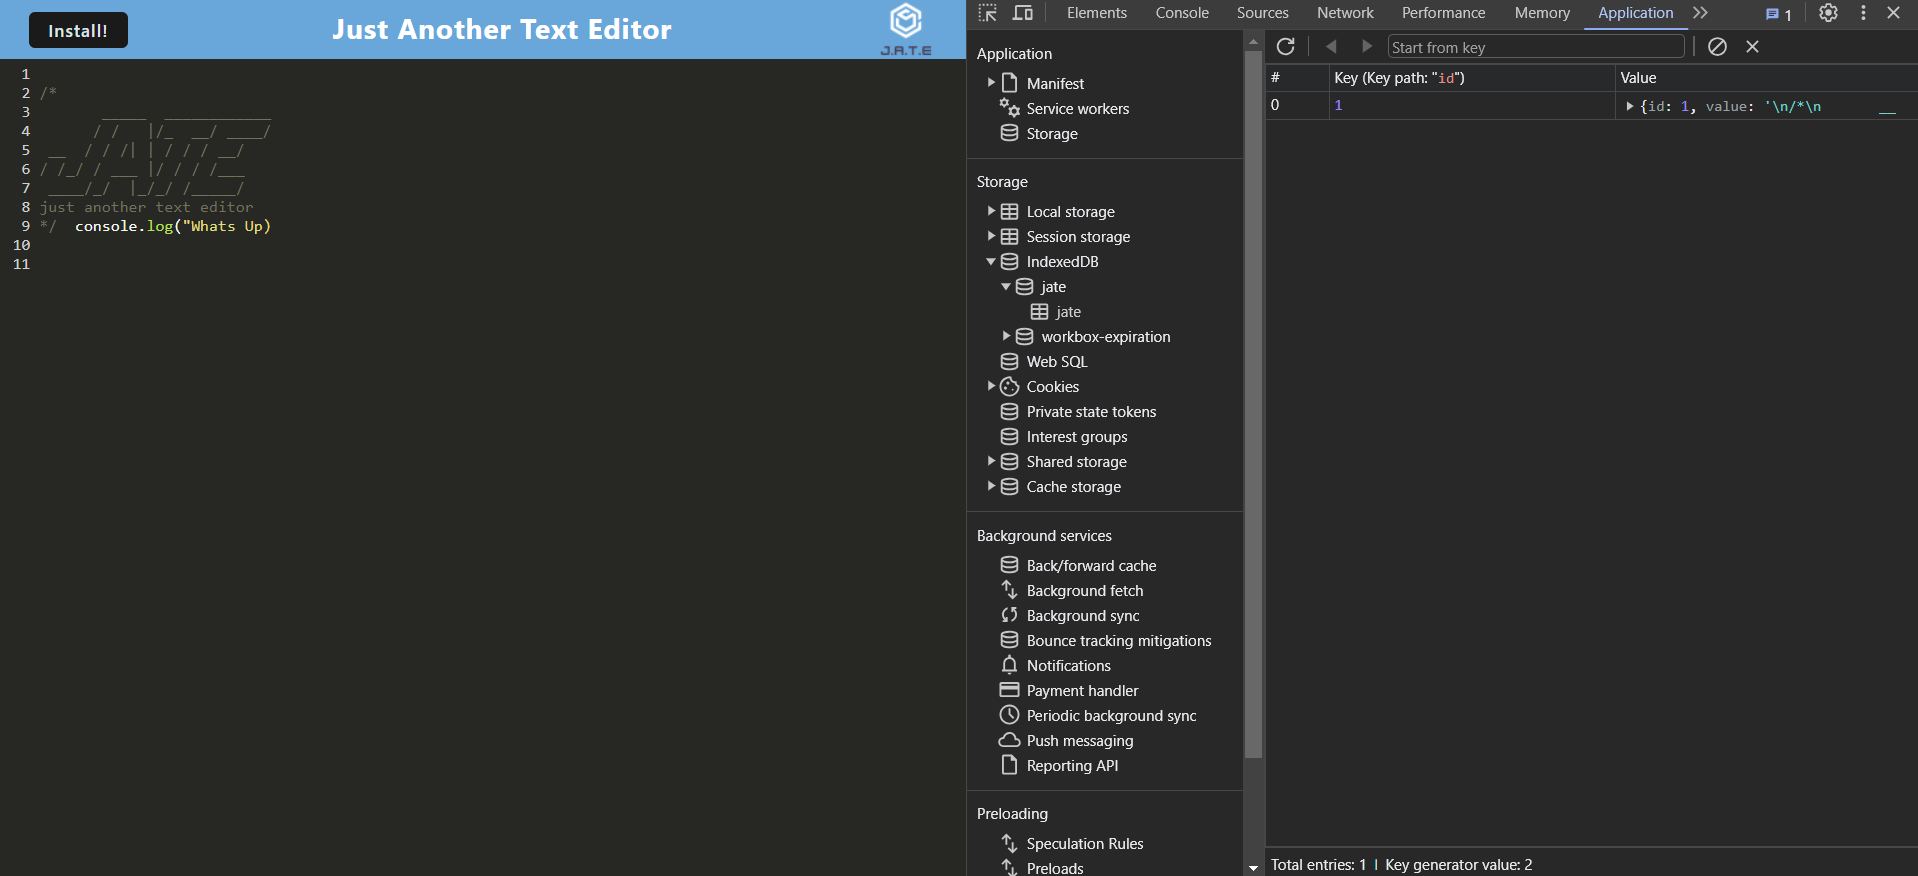 Install!
Just Another Text Editor
J.A.T.E
1
2 /*
3         _____  ____________
4       / /   |/_  __/ ____/
5  __  / / /| | / / / __/
6 / /_/ / ___ |/ / / /___
7  ____/_/  |_/_/ /_____/
8 just another text editor
9 */  console.log("Whats Up)
10
11
Elements Console Sources Network Performance Memory Application 1
Application
Manifest
Service workers
Storage
Storage
Local storage
Session storage
IndexedDB
jate
jate
workbox-expiration
Web SQL
Cookies
Private state tokens
Interest groups
Shared storage
Cache storage
Background services
Back/forward cache
Background fetch
Background sync
Bounce tracking mitigations
Notifications
Payment handler
Periodic background sync
Push messaging
Reporting API
Preloading
Speculation Rules
Preloads
Start from key
# Key (Key path: "id") Value
0 1 {id: 1, value: '\n/*\n       __
Total entries: 1 | Key generator value: 2